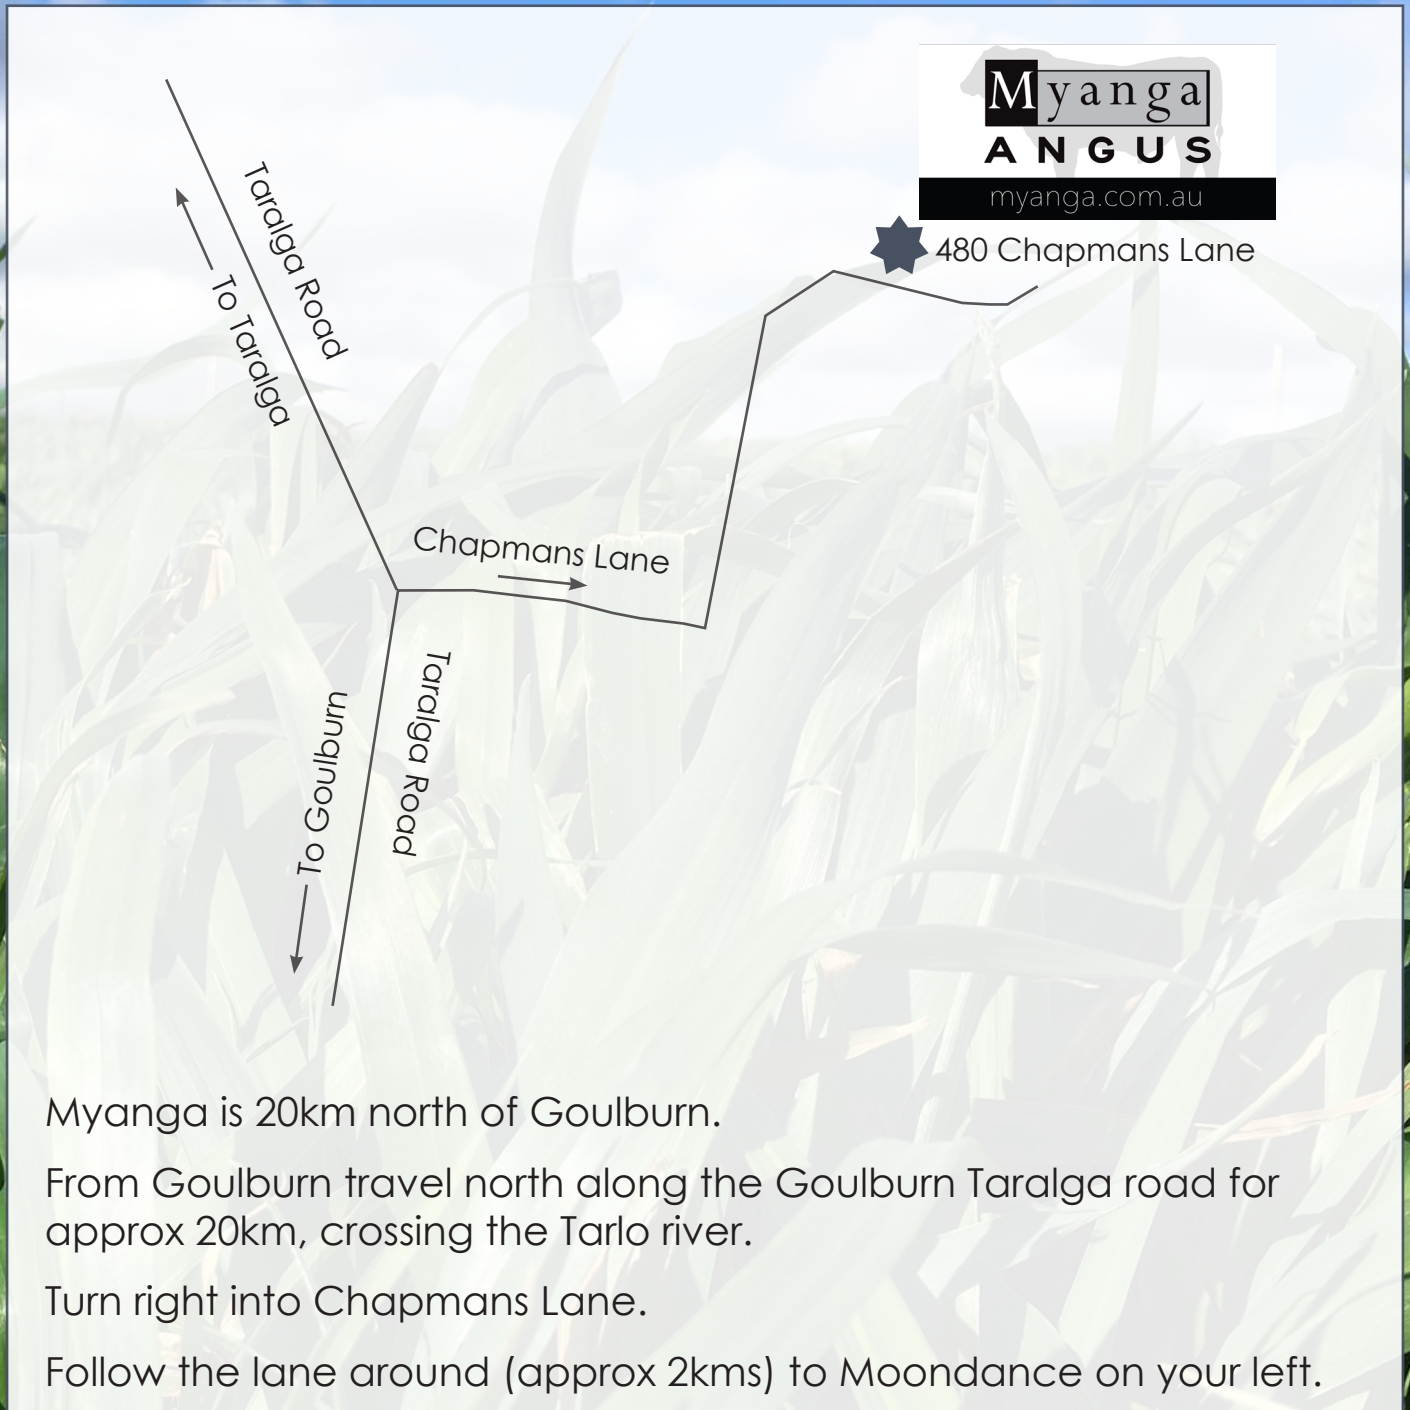 Myanga
ANGUS
myanga.com.au
480 Chapmans Lane
Taralga Road
To Taralga
Chapmans Lane
Taralga Road
To Goulburn
Myanga is 20km north of Goulburn.
From Goulburn travel north along the Goulburn Taralga road for
approx 20km, crossing the Tarlo river.
Turn right into Chapmans Lane.
Follow the lane around (approx 2kms) to Moondance on your left.